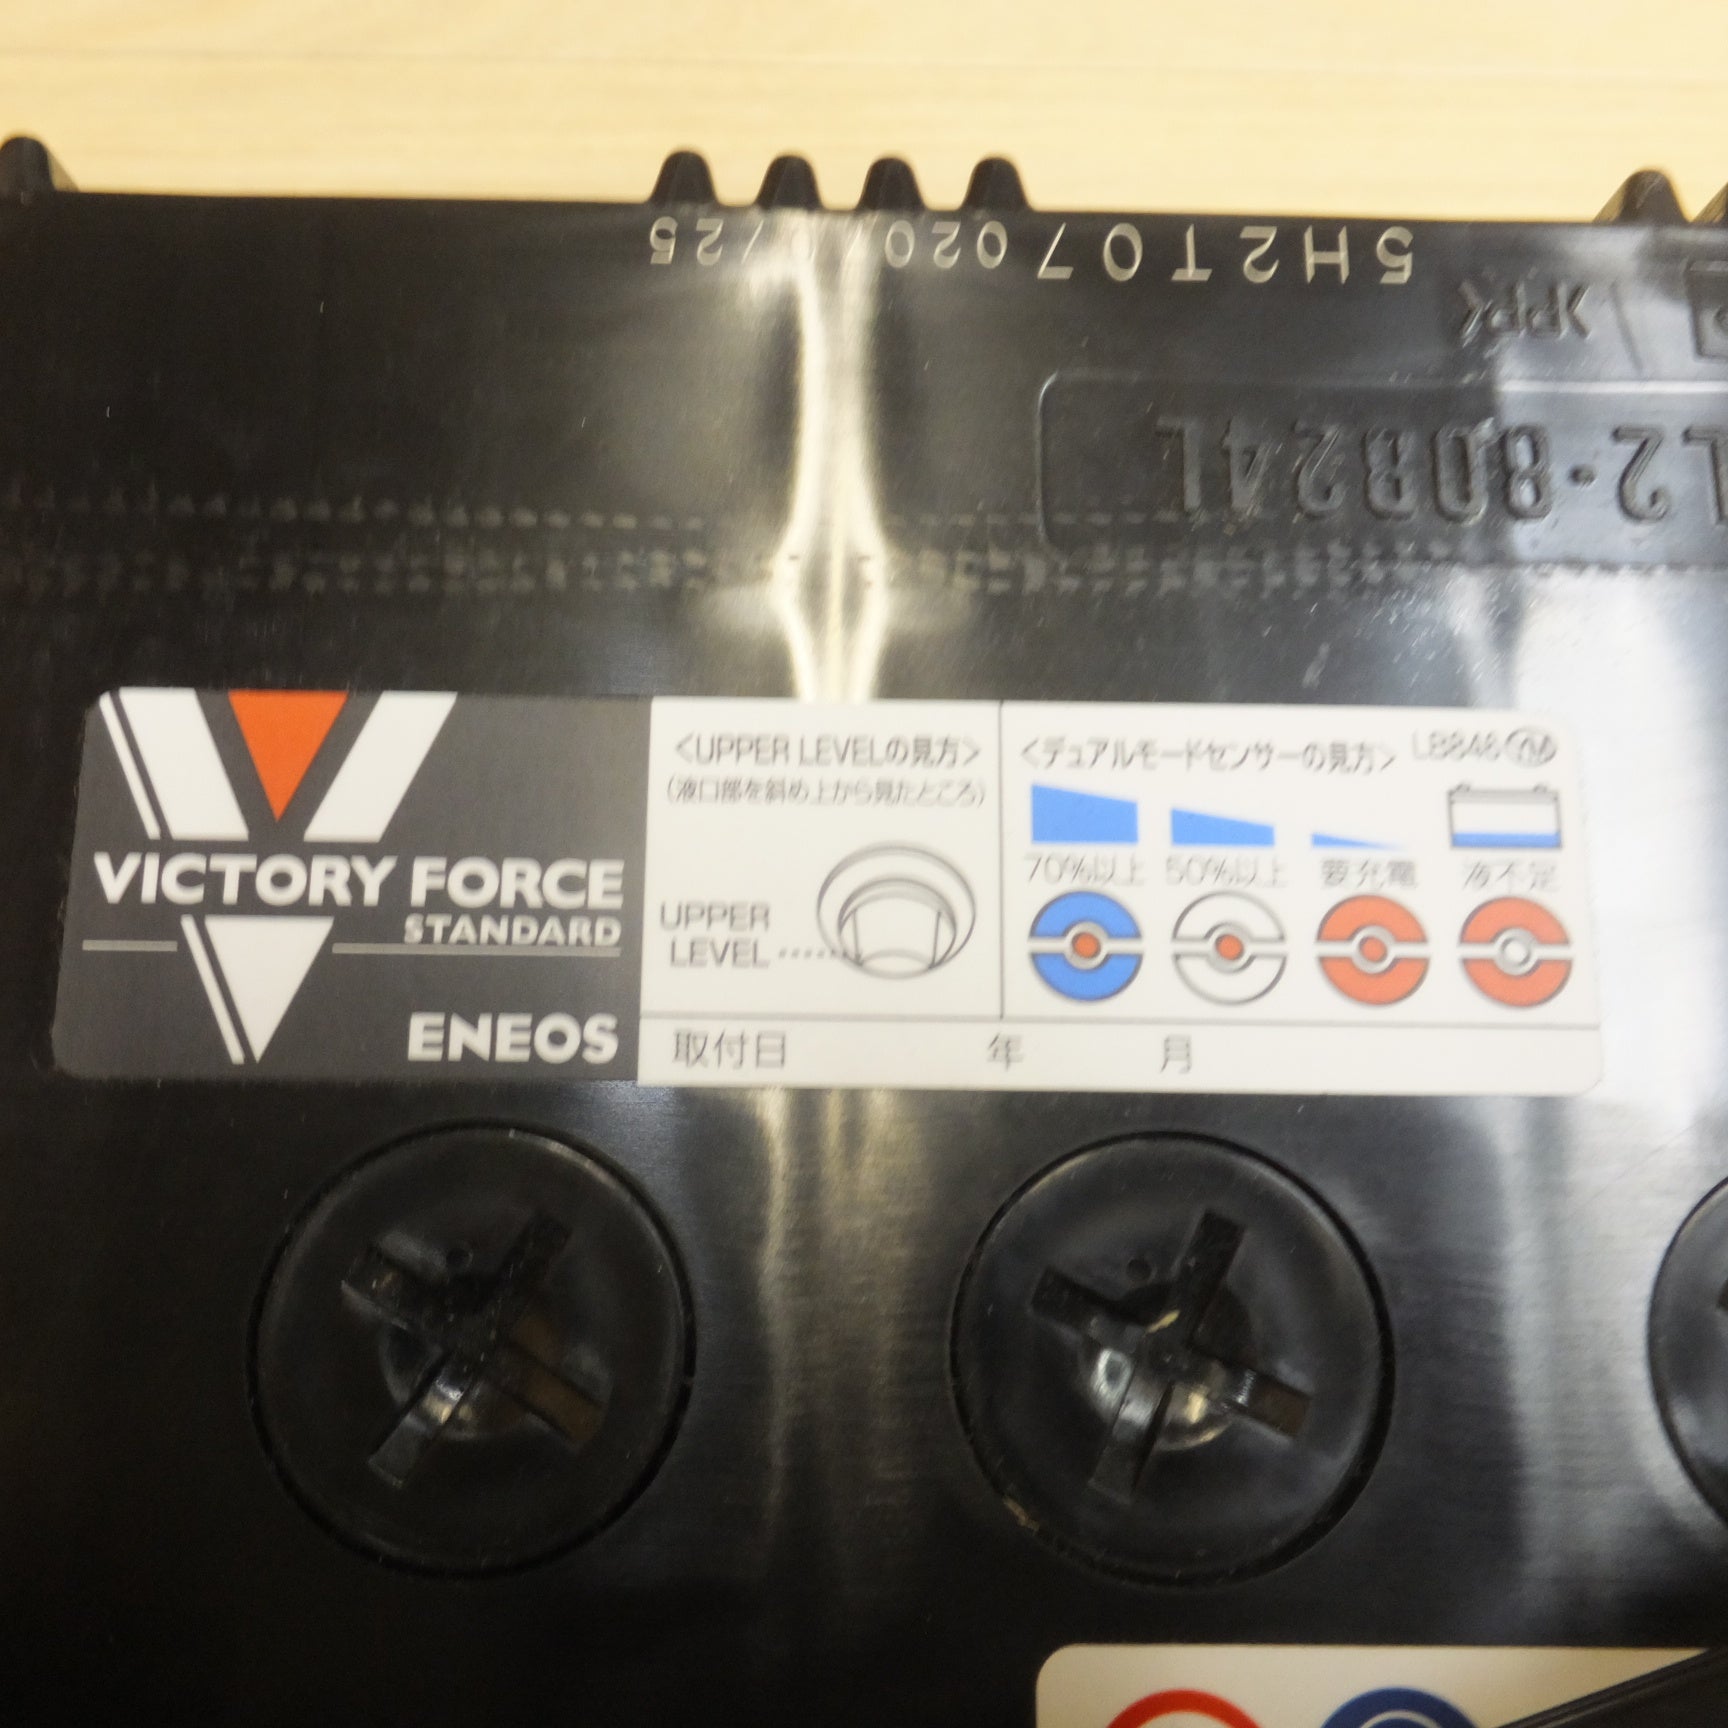 5H2T07020
/25
L2-80B24L
VICTORY FORCE
STANDARD
ENEOS
<UPPER LEVELの見方>
(液口部を斜め上から見たところ)
UPPER
LEVEL
<デュアルモードセンサーの見方>
LB848
70%以上 50%以上 要充電 液不足
取付日 年 月